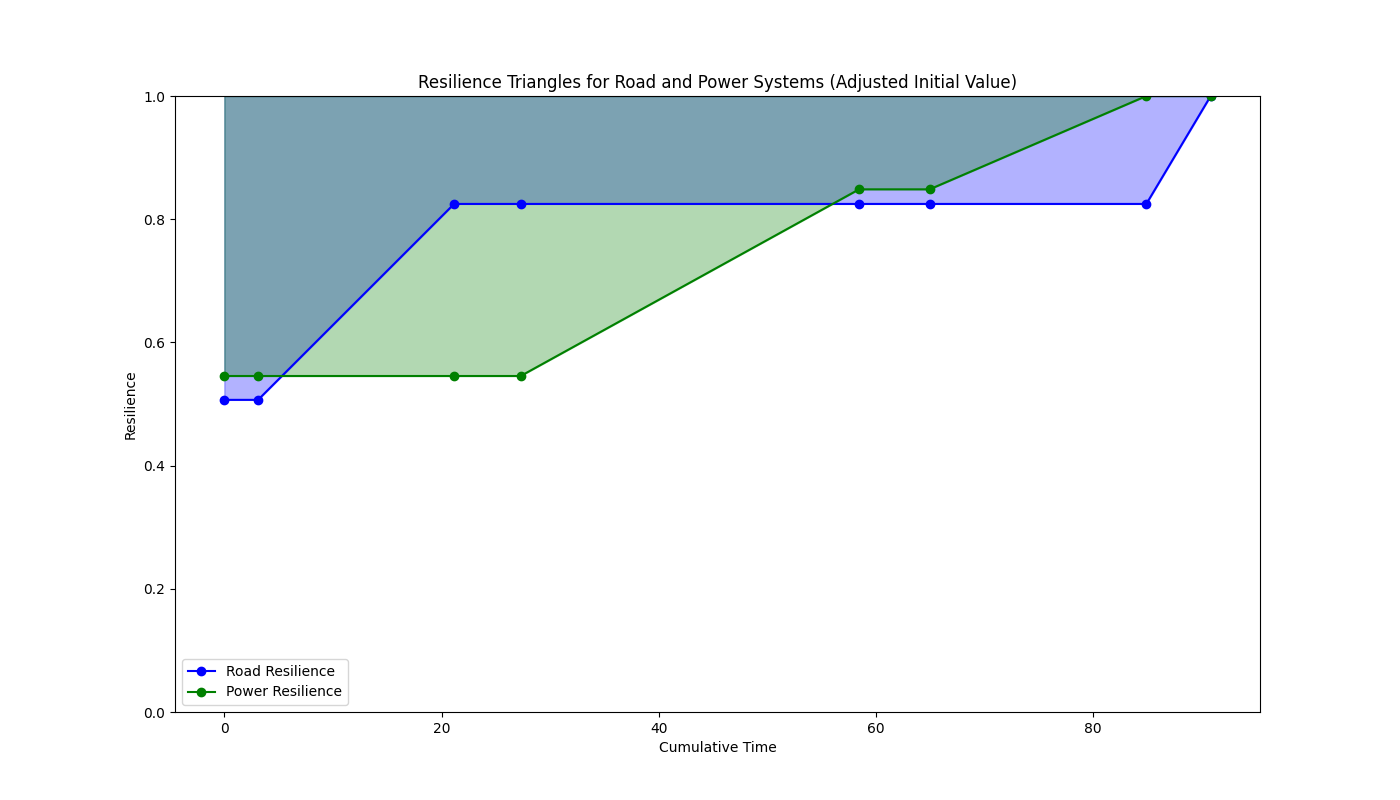 Resilience Triangles for Road and Power Systems (Adjusted Initial Value)
1.0
0.8
0.6
0.4
0.2
0.0
Resilience
Road Resilience
Power Resilience
0 20 40 60 80
Cumulative Time